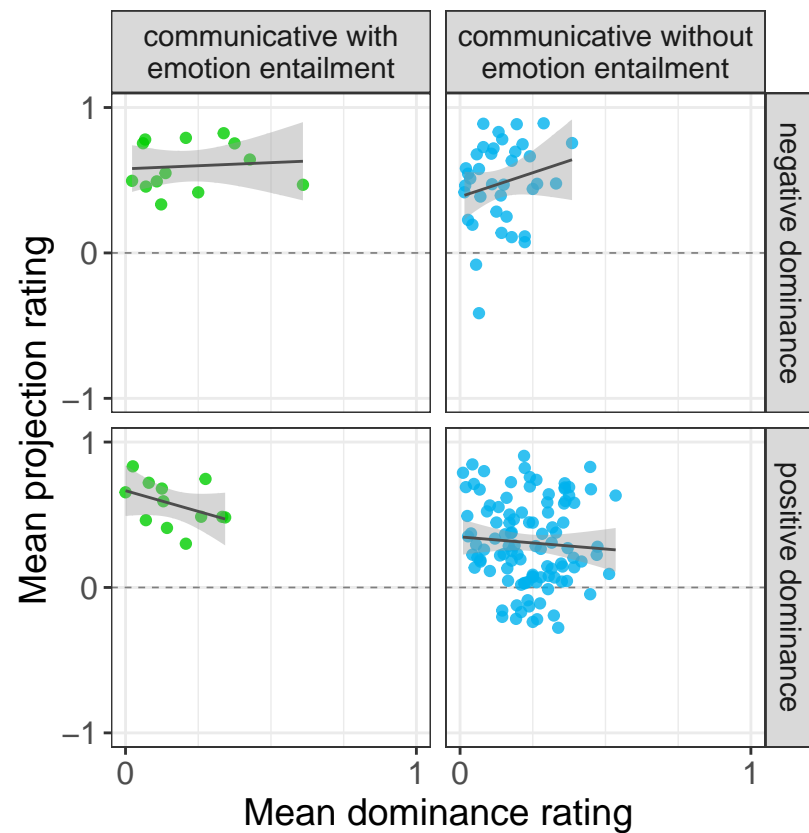 communicative with
emotion entailment
communicative without
emotion entailment
Mean projection rating
1
0
−1
negative dominance
1
0
−1
positive dominance
0
1
0
1
Mean dominance rating